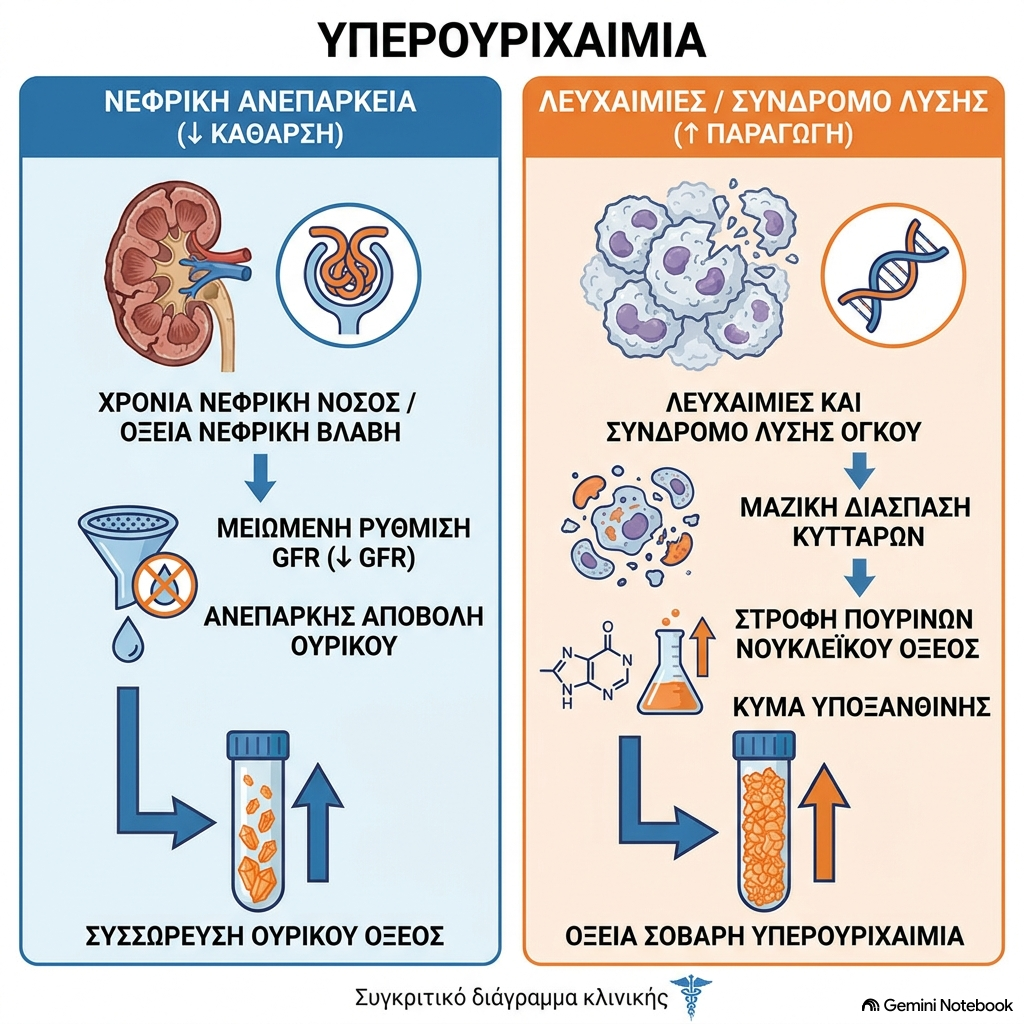 ΥΠΕΡΟΥΡΙΧΑΙΜΙΑ
ΝΕΦΡΙΚΗ ΑΝΕΠΑΡΚΕΙΑ
(↓ ΚΑΘΑΡΣΗ)
ΧΡΟΝΙΑ ΝΕΦΡΙΚΗ ΝΟΣΟΣ /
ΟΞΕΙΑ ΝΕΦΡΙΚΗ ΒΛΑΒΗ
ΜΕΙΩΜΕΝΗ ΡΥΘΜΙΣΗ
GFR (↓ GFR)
ΑΝΕΠΑΡΚΗΣ ΑΠΟΒΟΛΗ
ΟΥΡΙΚΟΥ
ΣΥΣΣΩΡΕΥΣΗ ΟΥΡΙΚΟΥ ΟΞΕΟΣ
ΛΕΥΧΑΙΜΙΕΣ / ΣΥΝΔΡΟΜΟ ΛΥΣΗΣ
(↑ ΠΑΡΑΓΩΓΗ)
ΛΕΥΧΑΙΜΙΕΣ ΚΑΙ
ΣΥΝΔΡΟΜΟ ΛΥΣΗΣ ΟΓΚΟΥ
ΜΑΖΙΚΗ ΔΙΑΣΠΑΣΗ
ΚΥΤΤΑΡΩΝ
ΣΤΡΟΦΗ ΠΟΥΡΙΝΩΝ
ΝΟΥΚΛΕΪΚΟΥ ΟΞΕΟΣ
O
N
N
N
H
N
ΚΥΜΑ ΥΠΟΞΑΝΘΙΝΗΣ
ΟΞΕΙΑ ΣΟΒΑΡΗ ΥΠΕΡΟΥΡΙΧΑΙΜΙΑ
Συγκριτικό διάγραμμα κλινικής
Gemini Notebook